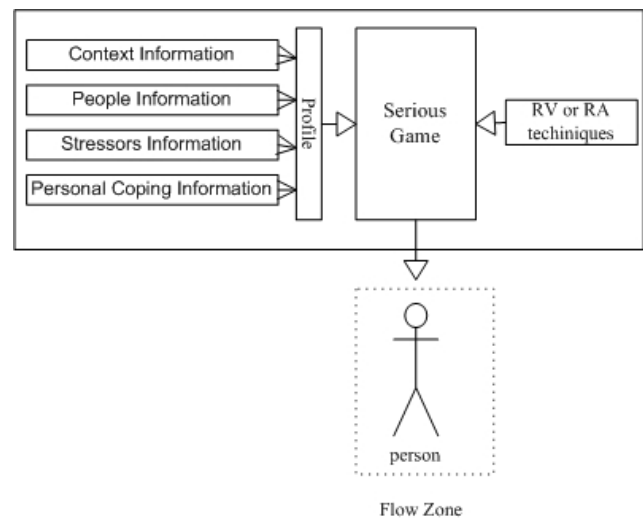 Context Information
People Information
Stressors Information
Personal Coping Information
Profile
Serious
Game
RV or RA
techiniques
person
Flow Zone